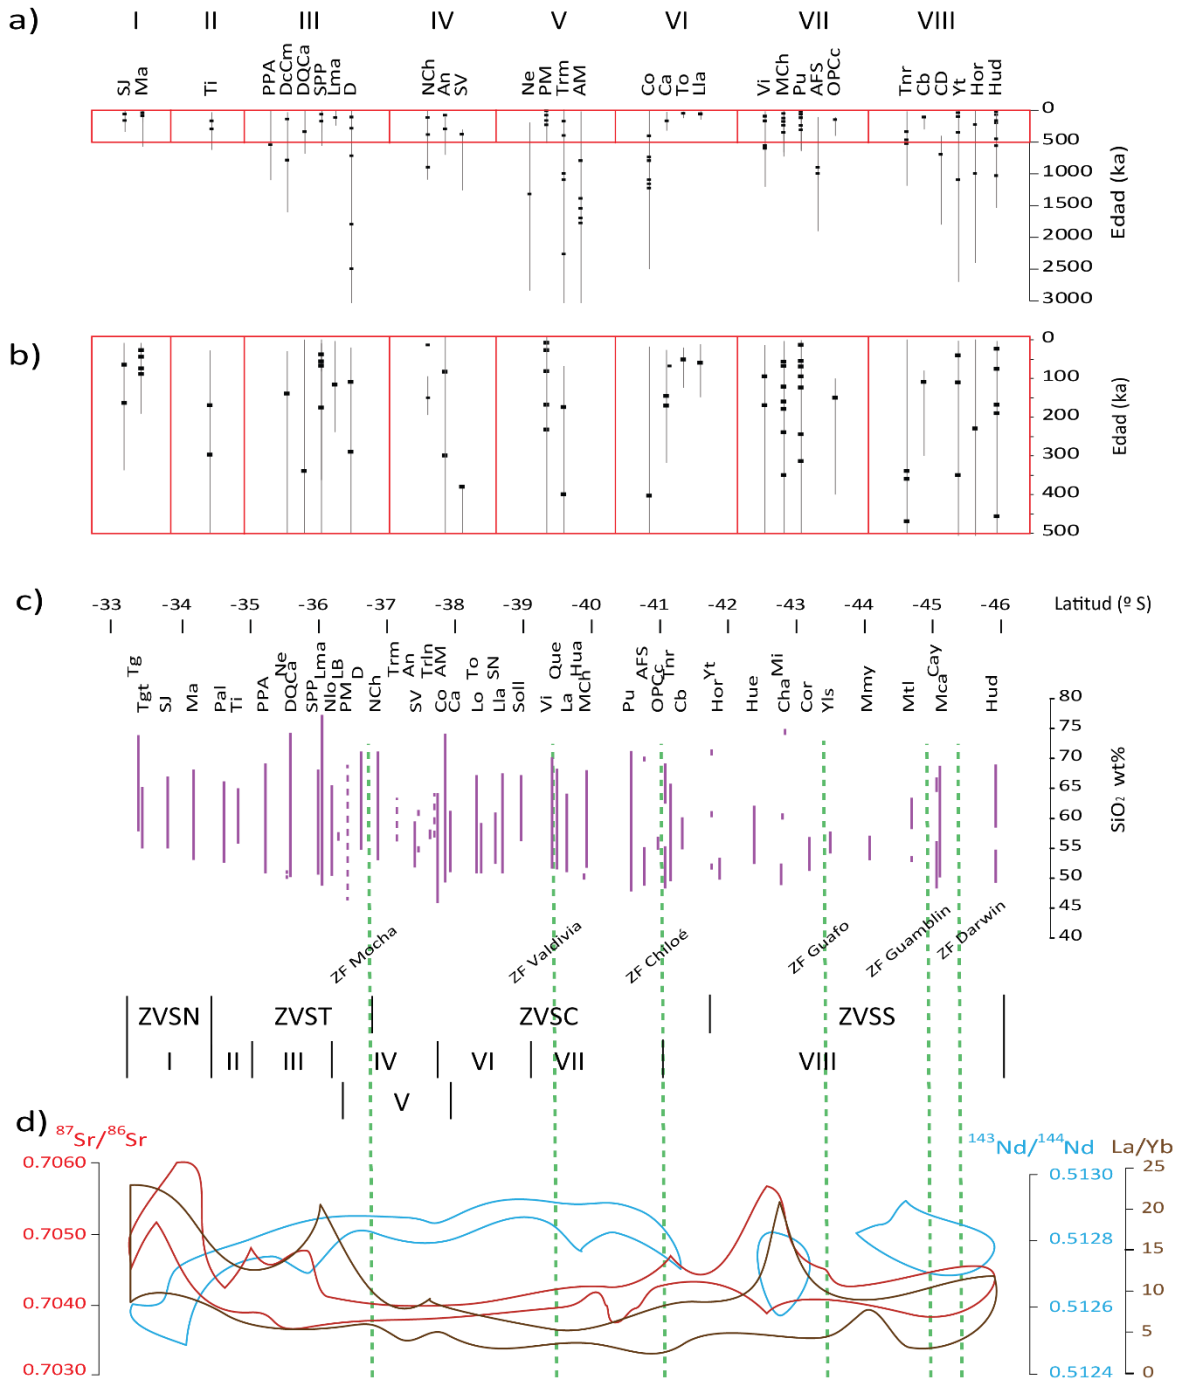 a)
I II III IV V VI VII VIII
SJ Ma Ti PPA DcCm DQCa SPP Lma D NCh An SV Ne PM Trm AM Co Ca To Lla Vi MCh Pu AFS OPCc Tnr Cb CD Yt Hor Hud
0
500
1000
1500
2000
2500
3000
Edad (ka)
b)
0
100
200
300
400
500
Edad (ka)
c)
-33 -34 -35 -36 -37 -38 -39 -40 -41 -42 -43 -44 -45 -46 Latitud (º S)
Tg Tgt SJ Ma Pal Ti PPA Ne DQCa SPP Lma Nlo LB PM D NCh Trm An SV Trln AM Co Ca To Lo SN Lla Soll Vi Que La Hua MCh Pu AFS OPCc Tnr Cb Yt Hor Hue Mi Cha Cor Yls Mmy Mtl Cay Mca Hud
80
75
70
65
60
55
50
45
40
SiO₂ wt%
ZF Mocha ZF Valdivia ZF Chiloé ZF Guafo ZF Guamblin ZF Darwin
ZVSN ZVST ZVSC ZVSS
I II III IV VI VII VIII
V
d)
⁸⁷Sr/⁸⁶Sr
0.7060
0.7050
0.7040
0.7030
¹⁴³Nd/¹⁴⁴Nd
0.5130
0.5128
0.5126
0.5124
La/Yb
25
20
15
10
5
0